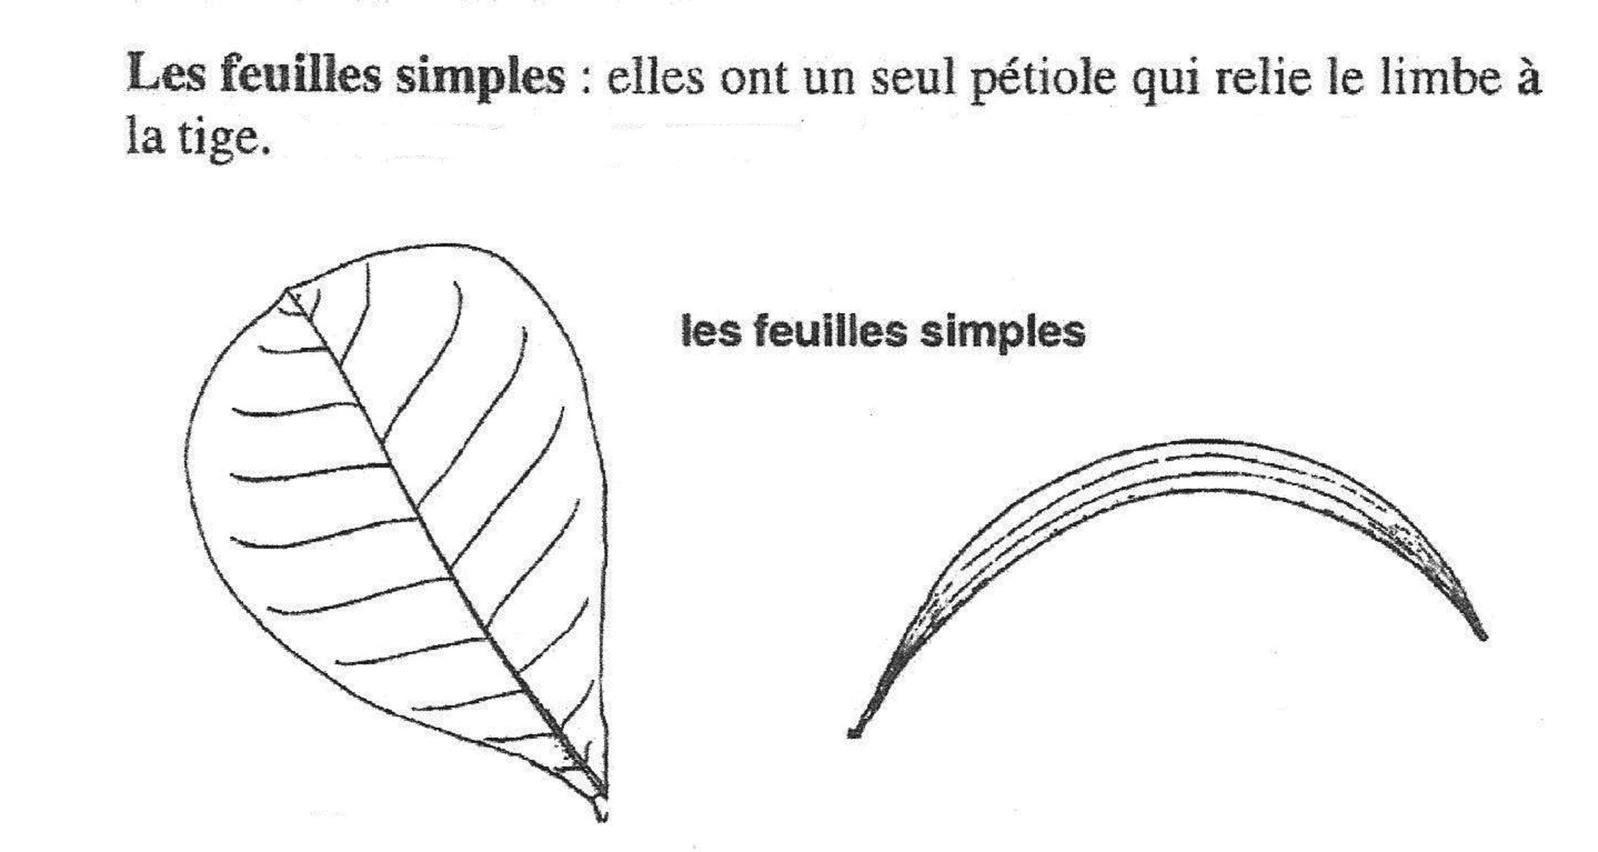 Les feuilles simples : elles ont un seul pétiole qui relie le limbe à
la tige.
les feuilles simples